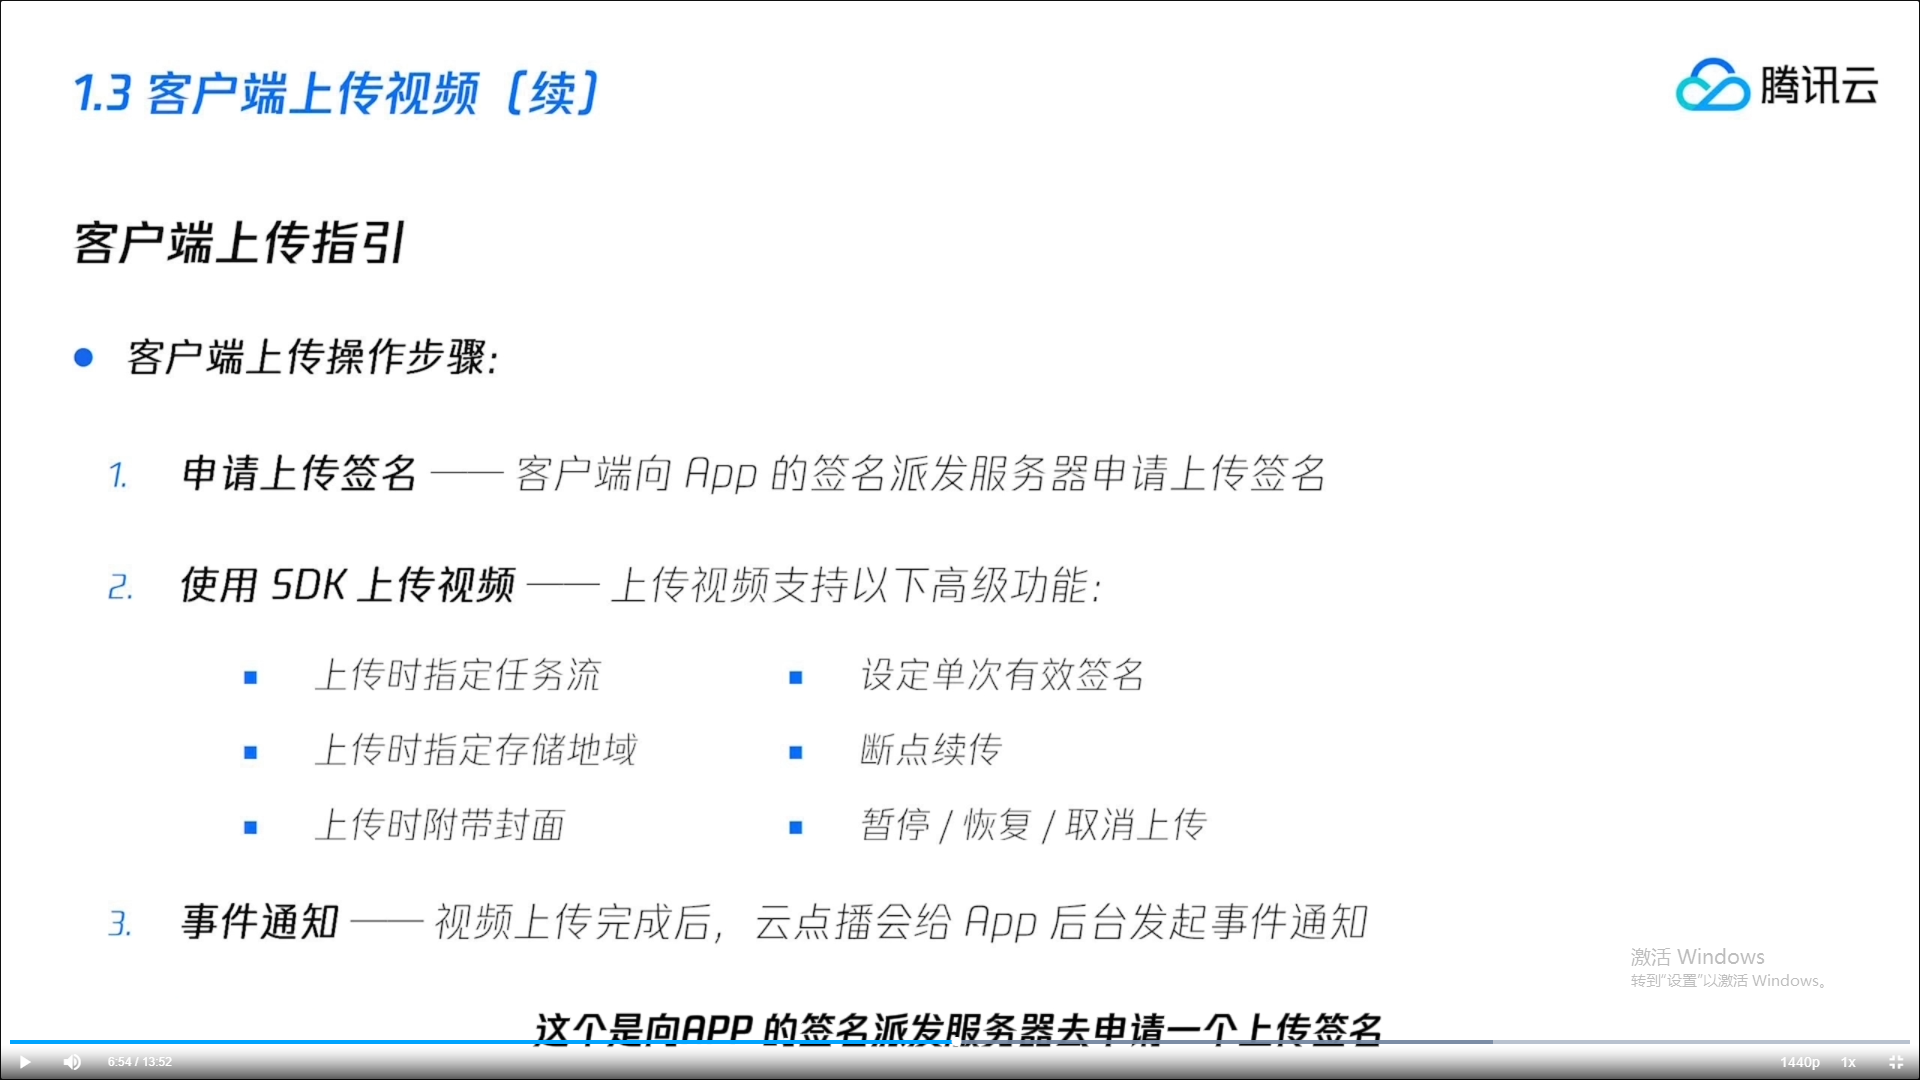 1.3 客户端上传视频（续）
腾讯云
客户端上传指引
客户端上传操作步骤：
1. 申请上传签名 —— 客户端向 App 的签名派发服务器申请上传签名
2. 使用 SDK 上传视频 —— 上传视频支持以下高级功能：
上传时指定任务流
设定单次有效签名
上传时指定存储地域
断点续传
上传时附带封面
暂停 / 恢复 / 取消上传
3. 事件通知 —— 视频上传完成后，云点播会给 App 后台发起事件通知
激活 Windows
转到“设置”以激活 Windows。
这个是向APP 的签名派发服务器去申请一个上传签名
6:54 / 13:52
1440p 1x